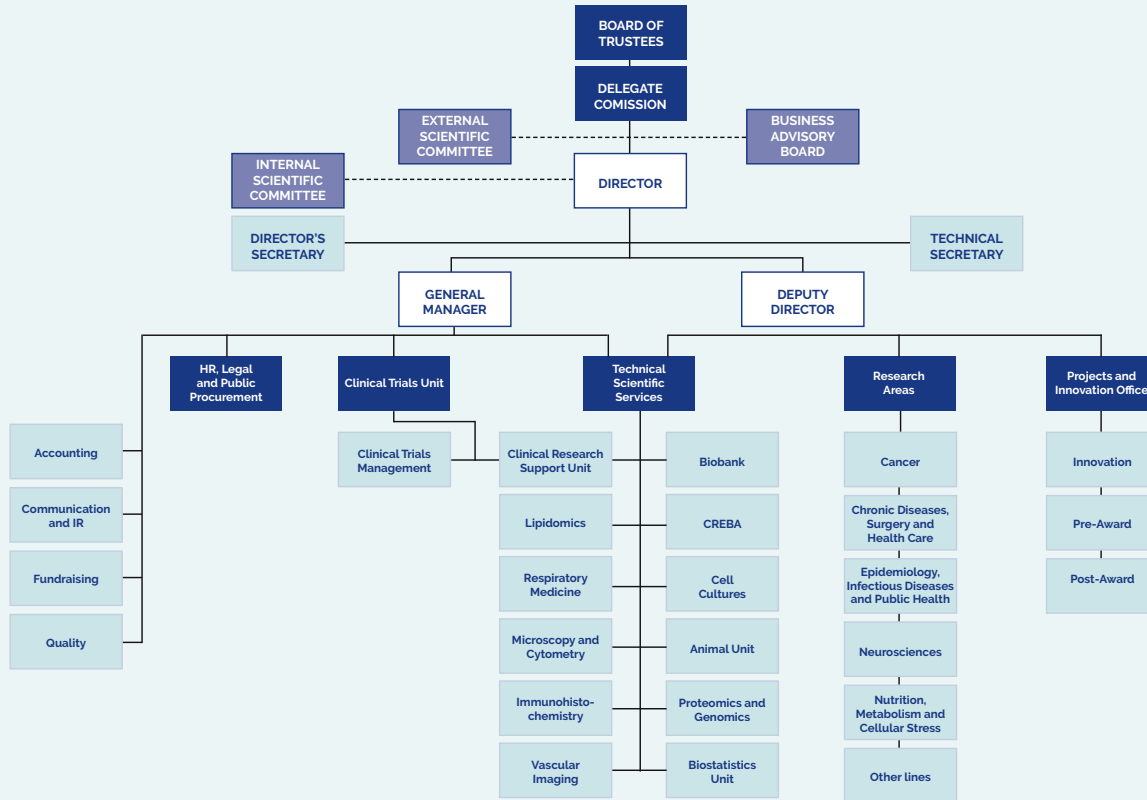 BOARD OF
TRUSTEES
DELEGATE
COMISSION
EXTERNAL
SCIENTIFIC
COMMITTEE
BUSINESS
ADVISORY
BOARD
INTERNAL
SCIENTIFIC
COMMITTEE
DIRECTOR
DIRECTOR'S
SECRETARY
TECHNICAL
SECRETARY
GENERAL
MANAGER
DEPUTY
DIRECTOR
HR, Legal
and Public
Procurement
Clinical Trials Unit
Technical
Scientific
Services
Research
Areas
Projects and
Innovation Office
Accounting
Communication
and IR
Fundraising
Quality
Clinical Trials
Management
Clinical Research
Support Unit
Lipidomics
Respiratory
Medicine
Microscopy and
Cytometry
Immunohisto-
chemistry
Vascular
Imaging
Biobank
CREBA
Cell
Cultures
Animal Unit
Proteomics and
Genomics
Biostatistics
Unit
Cancer
Chronic Diseases,
Surgery and
Health Care
Epidemiology,
Infectious Diseases
and Public Health
Neurosciences
Nutrition,
Metabolism and
Cellular Stress
Other lines
Innovation
Pre-Award
Post-Award